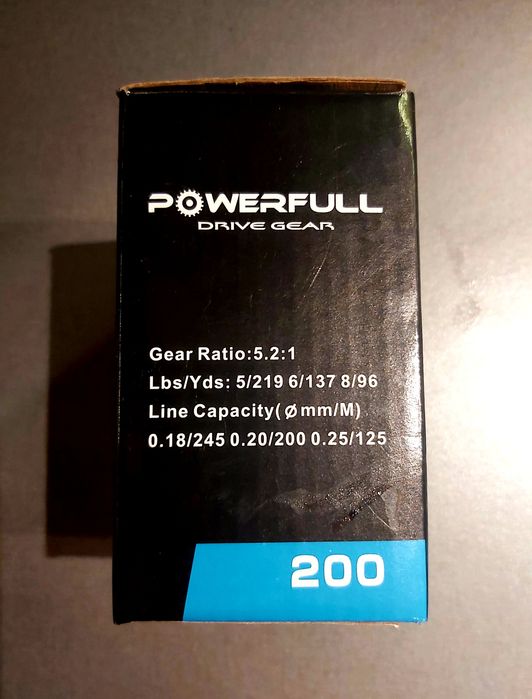 POWERFULL
DRIVE GEAR
Gear Ratio:5.2:1
Lbs/Yds: 5/219 6/137 8/96
Line Capacity(ømm/M)
0.18/245 0.20/200 0.25/125
200